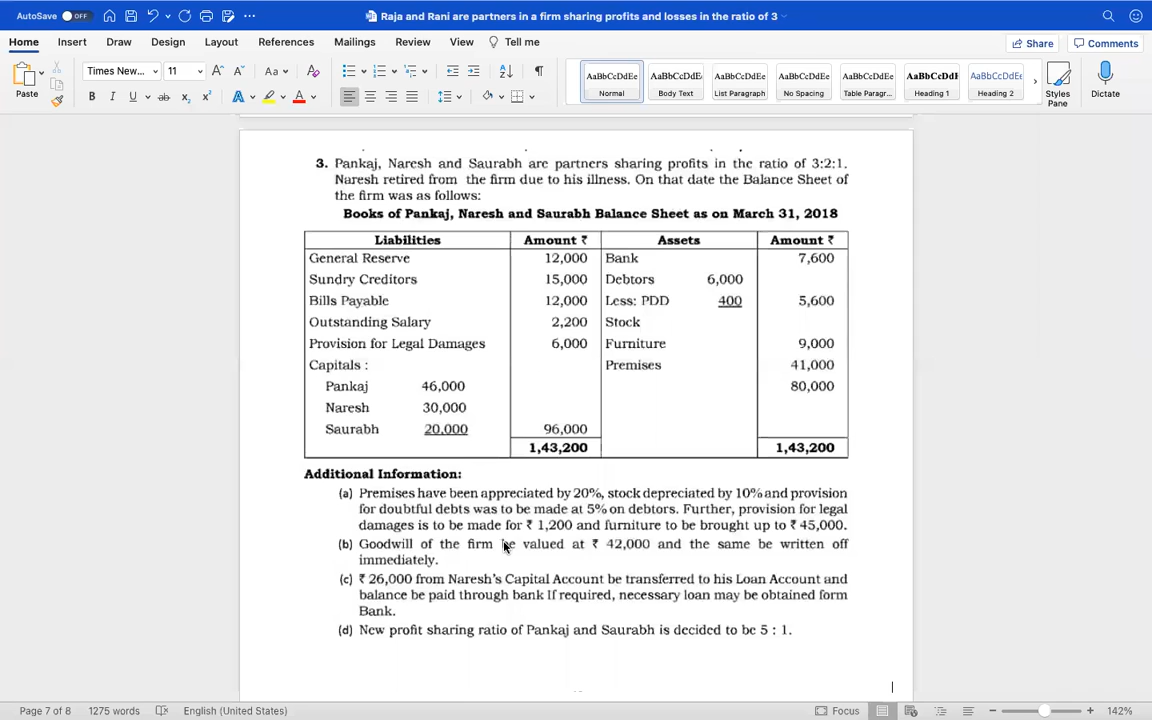 AutoSave OFF Raja and Rani are partners in a firm sharing profits and losses in the ratio of 3
Home Insert Draw Design Layout References Mailings Review View Tell me Share Comments
Paste Times New... 11 A^ A˅ Aa A AaBbCcDdEe AaBbCcDdEe AaBbCcDdEe AaBbCcDdEe AaBbCcDdEe AaBbCcDdE AaBbCcDdEe Styles Pane Dictate
B I U ab x₂ x² A A Normal Body Text List Paragraph No Spacing Table Paragr... Heading 1 Heading 2
3. Pankaj, Naresh and Saurabh are partners sharing profits in the ratio of 3:2:1.
Naresh retired from the firm due to his illness. On that date the Balance Sheet of
the firm was as follows:
Books of Pankaj, Naresh and Saurabh Balance Sheet as on March 31, 2018
Liabilities Amount ₹ Assets Amount ₹
General Reserve 12,000 Bank 7,600
Sundry Creditors 15,000 Debtors 6,000
Bills Payable 12,000 Less: PDD 400 5,600
Outstanding Salary 2,200 Stock
Provision for Legal Damages 6,000 Furniture 9,000
Capitals : Premises 41,000
Pankaj 46,000 80,000
Naresh 30,000
Saurabh 20,000 96,000
1,43,200 1,43,200
Additional Information:
(a) Premises have been appreciated by 20%, stock depreciated by 10% and provision
for doubtful debts was to be made at 5% on debtors. Further, provision for legal
damages is to be made for ₹ 1,200 and furniture to be brought up to ₹ 45,000.
(b) Goodwill of the firm be valued at ₹ 42,000 and the same be written off
immediately.
(c) ₹ 26,000 from Naresh's Capital Account be transferred to his Loan Account and
balance be paid through bank If required, necessary loan may be obtained form
Bank.
(d) New profit sharing ratio of Pankaj and Saurabh is decided to be 5 : 1.
Page 7 of 8 1275 words English (United States) Focus 142%